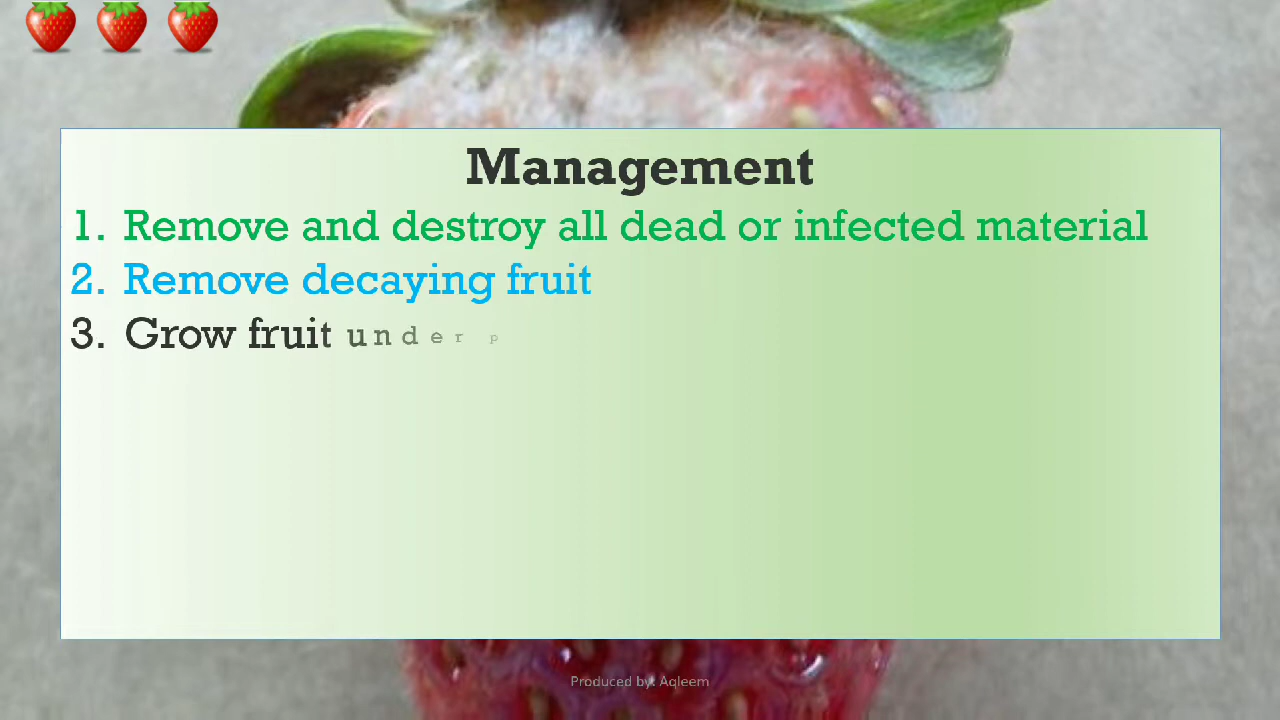 Management
1. Remove and destroy all dead or infected material
2. Remove decaying fruit
3. Grow fruit under p
Produced by: Aqleem